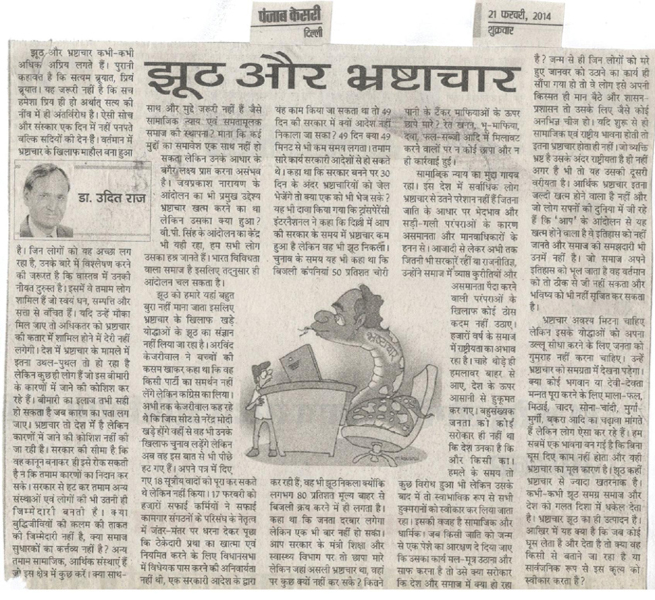 पंजाब केसरी
दिल्ली
21 फरवरी, 2014
शुक्रवार
झूठ और भ्रष्टाचार
झूठ और भ्रष्टाचार कभी-कभी
अधिक अप्रिय लगते हैं। पुरानी
कहावत है कि सत्यम ब्रूयात, प्रियं
ब्रूयात। यह जरूरी नहीं है कि सच
हमेशा प्रिय ही हो अर्थात् सत्य की
नींव में ही अंतर्विरोध है। ऐसी सोच
और संस्कार एक दिन में नहीं पनपते
बल्कि सदियों की देन हैं। वर्तमान में
भ्रष्टाचार के खिलाफ माहौल बना हुआ
डा. उदित राज
है। जिन लोगों को यह अच्छा लग
रहा है, उनके बारे में विश्लेषण करने
की जरूरत है कि वास्तव में उनकी
नीयत दुरुस्त है। इसमें वे तमाम लोग
शामिल हैं जो स्वयं धन, सम्पत्ति और
सत्ता से वंचित हैं। यदि उन्हें मौका
मिल जाए तो अधिकतर को भ्रष्टाचार
की कतार में शामिल होने में देरी नहीं
लगेगी। देश में भ्रष्टाचार के मामले में
इतना उथल-पुथल तो हो रहा है
लेकिन कुछ ही लोग हैं जो इस बीमारी
के कारणों में जाने की कोशिश कर
रहे हैं। बीमारी का इलाज तभी सही
हो सकता है जब कारण का पता लग
जाए। भ्रष्टाचार तो देश में है लेकिन
कारणों में जाने की कोशिश नहीं की
जा रही है। सरकार की सीमा है कि
वह कानून बनाकर ही इसे रोक सकती
है न कि तमाम कारणों का निदान कर
सके। सरकार से हट कर तमाम अन्य
संस्थाओं एवं लोगों की भी उतनी ही
जिम्मेदारी बनती है। क्या
बुद्धिजीवियों की कलम की ताकत
की जिम्मेदारी नहीं है, क्या समाज
सुधारकों का कर्त्तव्य नहीं है? अन्य
तमाम सामाजिक, आर्थिक संस्थाएं हैं
जो इस क्षेत्र में कुछ करें। क्या साथ-
साथ और मुद्दे जरूरी नहीं हैं जैसे
सामाजिक न्याय एवं समतामूलक
समाज की स्थापना? माना कि कई
मुद्दों का समावेश एक साथ नहीं हो
सकता लेकिन उनके आधार के
बगैर लक्ष्य प्राप्त करना असंभव
है। जयप्रकाश नारायण के
आंदोलन का भी प्रमुख उद्देश्य
भ्रष्टाचार खत्म करने का था
लेकिन उसका क्या हुआ?
वी.पी. सिंह के आंदोलन का केंद्र
भी यही रहा, हम सभी लोग
उसका हश्र जानते हैं। भारत विविधता
वाला समाज है इसलिए तद्नुसार ही
आंदोलन चल सकता है।
झूठ को हमारे यहां बहुत
बुरा नहीं माना जाता इसलिए
भ्रष्टाचार के खिलाफ खड़े
योद्धाओं के झूठ का संज्ञान
नहीं लिया जा रहा है। अरविंद
केजरीवाल ने बच्चों की
कसम खाकर कहा था कि वह
किसी पार्टी का समर्थन नहीं
लेंगे लेकिन कांग्रेस का लिया।
अभी तक केजरीवाल कह रहे
थे कि जिस सीट से नरेंद्र मोदी
खड़े होंगे वहीं से वह भी उनके
खिलाफ चुनाव लड़ेंगे लेकिन
अब वह इस बात से भी पीछे
हट गए हैं। अपने पत्र में दिए
गए 18 सूत्रीय वादों को पूरा कर सकते
थे लेकिन नहीं किया। 17 फरवरी को
हजारों सफाई कर्मियों ने सफाई
कामगार संगठनों के परिसंघ के नेतृत्व
में जंतर-मंतर पर धरना देकर पूछा
कि ठेकेदारी प्रथा का खात्मा एवं
नियमित करने के लिए विधानसभा
में विधेयक पास करने की अनिवार्यता
नहीं थी, एक सरकारी आदेश के द्वारा
यह काम किया जा सकता था तो 49
दिन की सरकार में क्यों आदेश नहीं
निकाला जा सका? 49 दिन क्या 49
मिनट से भी कम समय लगता। तमाम
सारे कार्य सरकारी आदेशों से हो सकते
थे। कहा था कि सरकार बनने पर 30
दिन के अंदर भ्रष्टाचारियों को जेल
भेजेंगे तो क्या एक को भी भेज सके?
यह भी दावा किया गया कि ट्रांसपेरेंसी
इंटरनैशनल ने कहा कि दिल्ली में आप
की सरकार के समय में भ्रष्टाचार कम
हुआ है लेकिन वह भी झूठ निकली।
चुनाव के समय यह भी कहा था कि
बिजली कंपनियां 50 प्रतिशत चोरी
भ्रष्टाचार
कर रही हैं, वह भी झूठ निकला क्योंकि
लगभग 80 प्रतिशत मूल्य बाहर से
बिजली क्रय करने में ही लगता है।
कहा था कि जनता दरबार लगेगा
लेकिन एक भी बार नहीं हो सका।
आप सरकार के मंत्री शिक्षा और
स्वास्थ्य विभाग पर तो छापा मारे
लेकिन जहां असली भ्रष्टाचार था, वहां
पर कुछ क्यों नहीं कर सके? कितने
पानी के टैंकर माफियाओं के ऊपर
छापे मारे? रेत खनन, भू-माफिया,
दवा, फल-सब्जी आदि में मिलावट
करने वालों पर न कोई छापा और न
ही कार्रवाई हुई।
सामाजिक न्याय का मुद्दा गायब
रहा। इस देश में सर्वाधिक लोग
भ्रष्टाचार से उतने परेशान नहीं हैं जितना
जाति के आधार पर भेदभाव और
सड़ी-गली परंपराओं के कारण
असमानता और मानवाधिकारों के
हनन से। आजादी से लेकर अभी तक
जितनी भी सरकारें रहीं या राजनीतिज्ञ,
उन्होंने समाज में व्याप्त कुरीतियों और
असमानता पैदा करने
वाली परंपराओं के
खिलाफ कोई ठोस
कदम नहीं उठाए।
हजारों वर्ष के समाज
में राष्ट्रीयता का अभाव
रहा है। चाहे थोड़े ही
हमलावर बाहर से
आए, देश के ऊपर
आसानी से हुकूमत
कर गए। बहुसंख्यक
जनता को कोई
सरोकार ही नहीं था
कि देश उनका है कि
और किसी का।
हमले के समय तो
कुछ विरोध हुआ भी लेकिन उसके
बाद में तो स्वाभाविक रूप से सभी
हुक्मरानों को स्वीकार कर लिया जाता
रहा। इसकी वजह है सामाजिक और
धार्मिक। जब किसी जाति को जन्म
से एक पेशे का आरक्षण दे दिया जाए
कि उसका कार्य मल-मूत्र उठाना और
साफ करना है तो उसे क्या सरोकार
कि देश और समाज में क्या हो रहा
है? जन्म से ही जिन लोगों को मरे
हुए जानवर को उठाने का कार्य ही
सौंपा गया हो तो वे लोग इसे अपनी
किस्मत ही मान बैठे और शासन-
प्रशासन तो उसके लिए जैसे कोई
अनभिज्ञ चीज हो। यदि शुरू से ही
सामाजिक एवं राष्ट्रीय भावना होती तो
इतना भ्रष्टाचार होता ही नहीं। जो व्यक्ति
भ्रष्ट है उसके अंदर राष्ट्रीयता है ही नहीं
अगर है भी तो यह उसकी दूसरी
वरीयता है। आर्थिक भ्रष्टाचार इतना
जल्दी खत्म होने वाला है नहीं और
जो लोग सपनों की दुनिया में जी रहे
हैं कि 'आप' के आंदोलन से यह
खत्म होने वाला है वे इतिहास को नहीं
जानते और समाज की समझदारी भी
उनमें नहीं है। जो समाज अपने
इतिहास को भूल जाता है वह वर्तमान
को तो ठीक से जी नहीं सकता और
भविष्य को भी नहीं सृजित कर सकता
है।
भ्रष्टाचार अवश्य मिटना चाहिए
लेकिन इसके योद्धाओं को अपना
उल्लू सीधा करने के लिए जनता को
गुमराह नहीं करना चाहिए। उन्हें
भ्रष्टाचार को समग्रता में देखना पड़ेगा।
क्या कोई भगवान या देवी-देवता
मन्नत पूरा करने के लिए माला-फल,
मिठाई, चादर, सोना-चांदी, मुर्गा-
मुर्गी, बकरा आदि का चढ़ावा मांगते
हैं लेकिन लोग ऐसा कर रहे हैं। हम
सबमें एक भावना बन गई है कि बिना
घूस दिए काम नहीं होगा और यही
भ्रष्टाचार का मूल कारण है। झूठ कहीं
भ्रष्टाचार से ज्यादा खतरनाक है।
कभी-कभी झूठ समग्र समाज और
देश को गलत दिशा में धकेल देता
है। भ्रष्टाचार झूठ का ही उत्पादन है।
आखिर में यह क्या है कि जब कोई
घूस लेता है और देता है तो क्या वह
किसी से बताने जा रहा है या
सार्वजनिक रूप से इस कृत्य को
स्वीकार करता है?